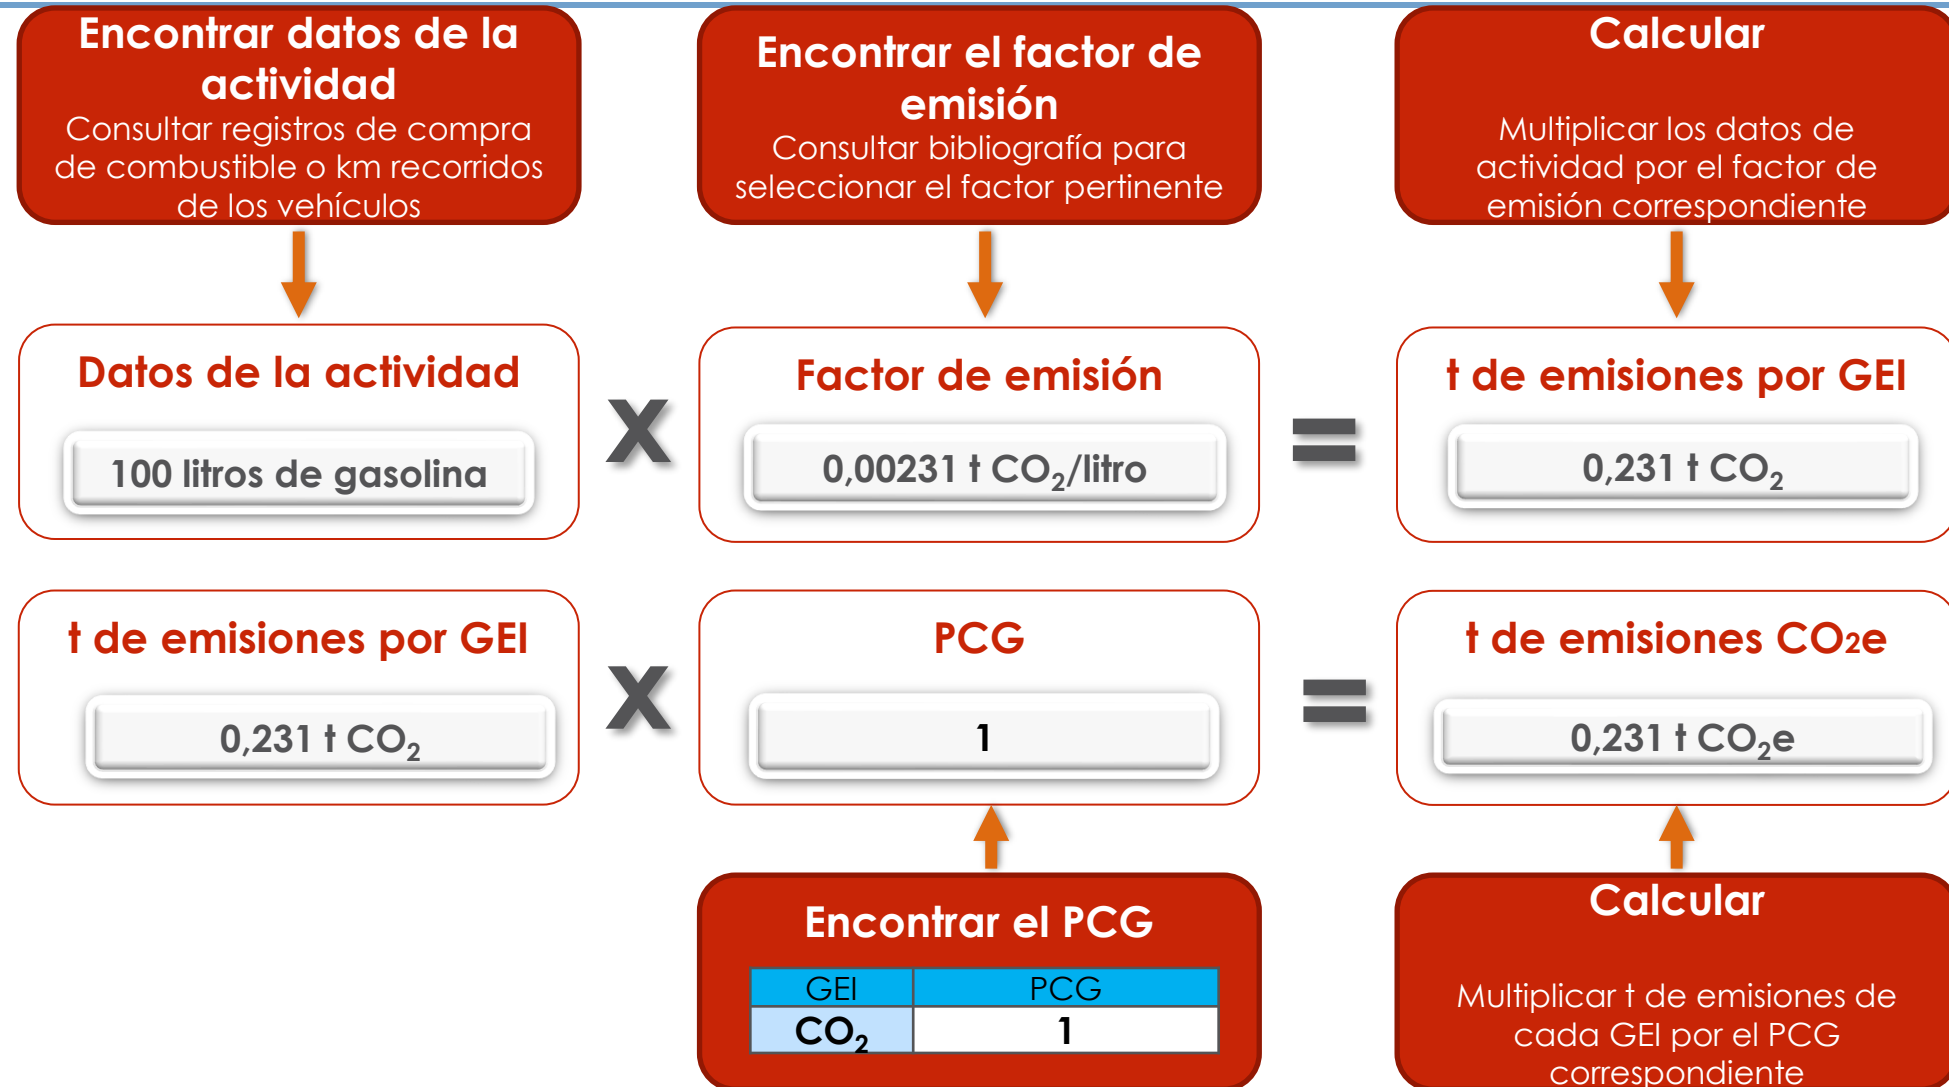 Encontrar datos de la
actividad
Consultar registros de compra
de combustible o km recorridos
de los vehículos
Encontrar el factor de
emisión
Consultar bibliografía para
seleccionar el factor pertinente
Calcular
Multiplicar los datos de
actividad por el factor de
emisión correspondiente
Datos de la actividad
100 litros de gasolina
x
Factor de emisión
0,00231 t CO₂/litro
=
t de emisiones por GEI
0,231 t CO₂
t de emisiones por GEI
0,231 t CO₂
x
PCG
1
=
t de emisiones CO₂e
0,231 t CO₂e
Encontrar el PCG
GEI PCG
CO₂ 1
Calcular
Multiplicar t de emisiones de
cada GEI por el PCG
correspondiente